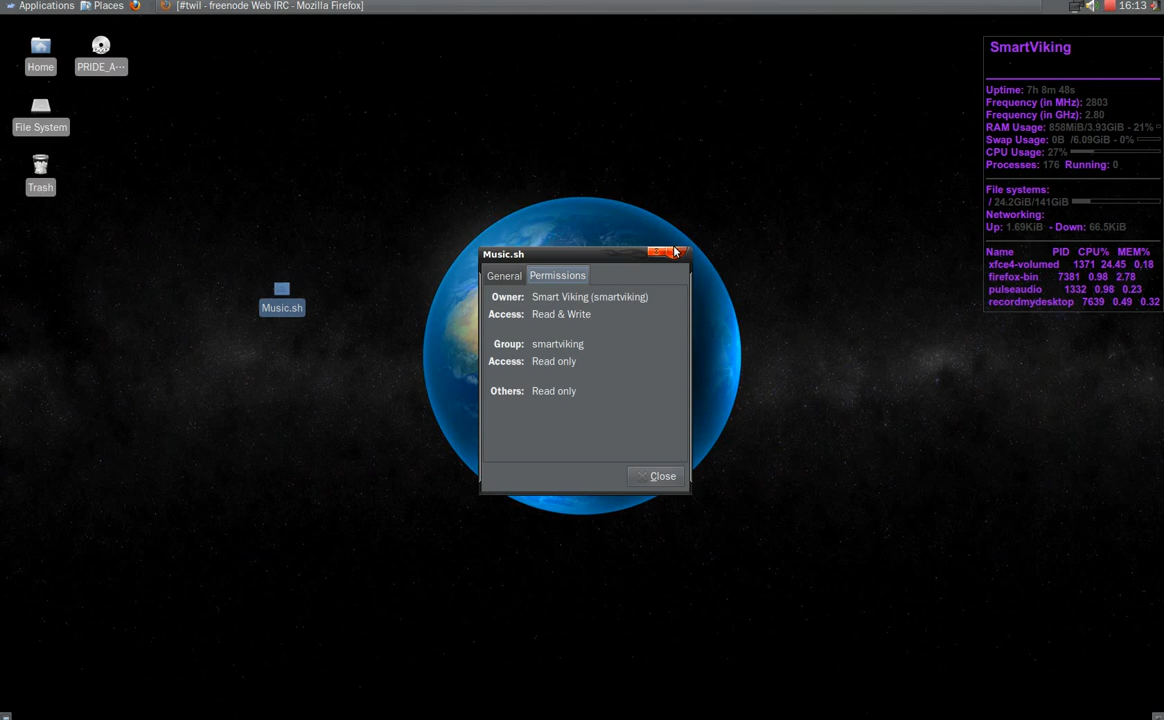 Applications Places [#twil - freenode Web IRC - Mozilla Firefox] 16:13
Home
PRIDE_A···
File System
Trash
Music.sh
Music.sh
General Permissions
Owner: Smart Viking (smartviking)
Access: Read & Write
Group: smartviking
Access: Read only
Others: Read only
Close
SmartViking
Uptime: 7h 8m 48s
Frequency (in MHz): 2803
Frequency (in GHz): 2.80
RAM Usage: 858MiB/3.93GiB - 21%
Swap Usage: 0B /6.09GiB - 0%
CPU Usage: 27%
Processes: 176 Running: 0
File systems:
/ 24.2GiB/141GiB
Networking:
Up: 1.69KiB - Down: 66.5KiB
Name PID CPU% MEM%
xfce4-volumed 1371 24.45 0.18
firefox-bin 7381 0.98 2.78
pulseaudio 1332 0.98 0.23
recordmydesktop 7639 0.49 0.32